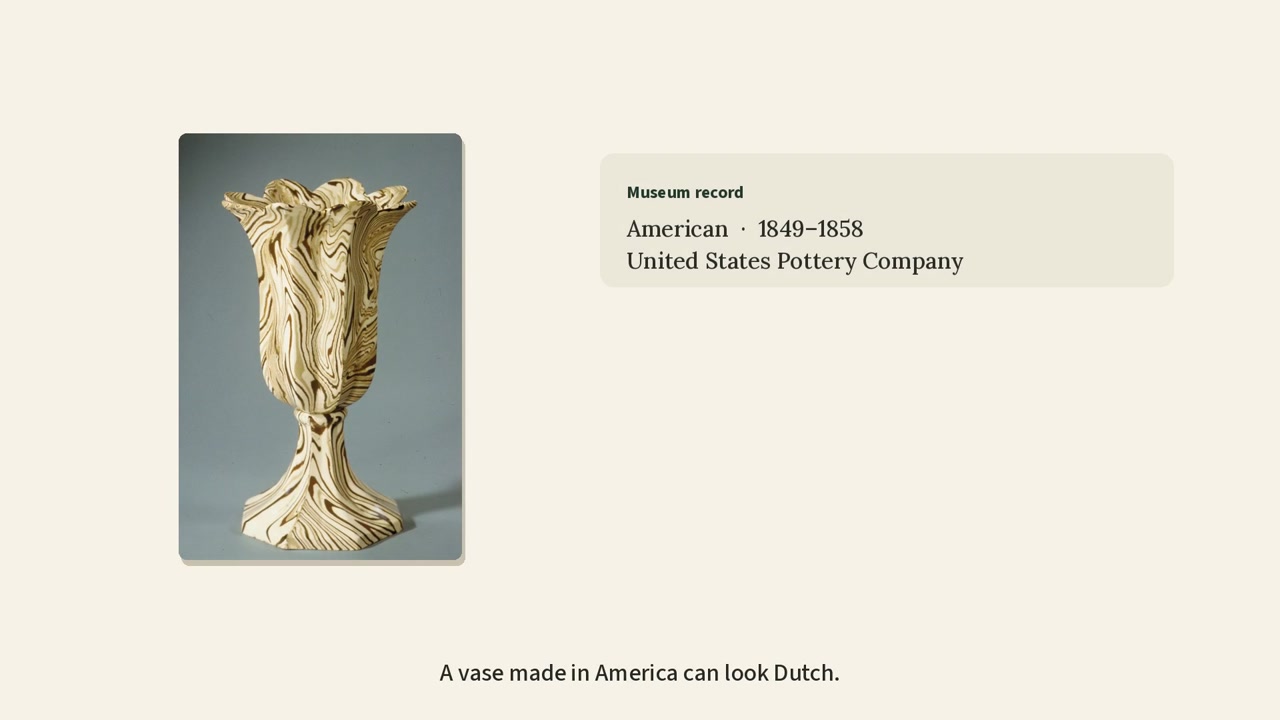 Museum record
American · 1849–1858
United States Pottery Company
A vase made in America can look Dutch.